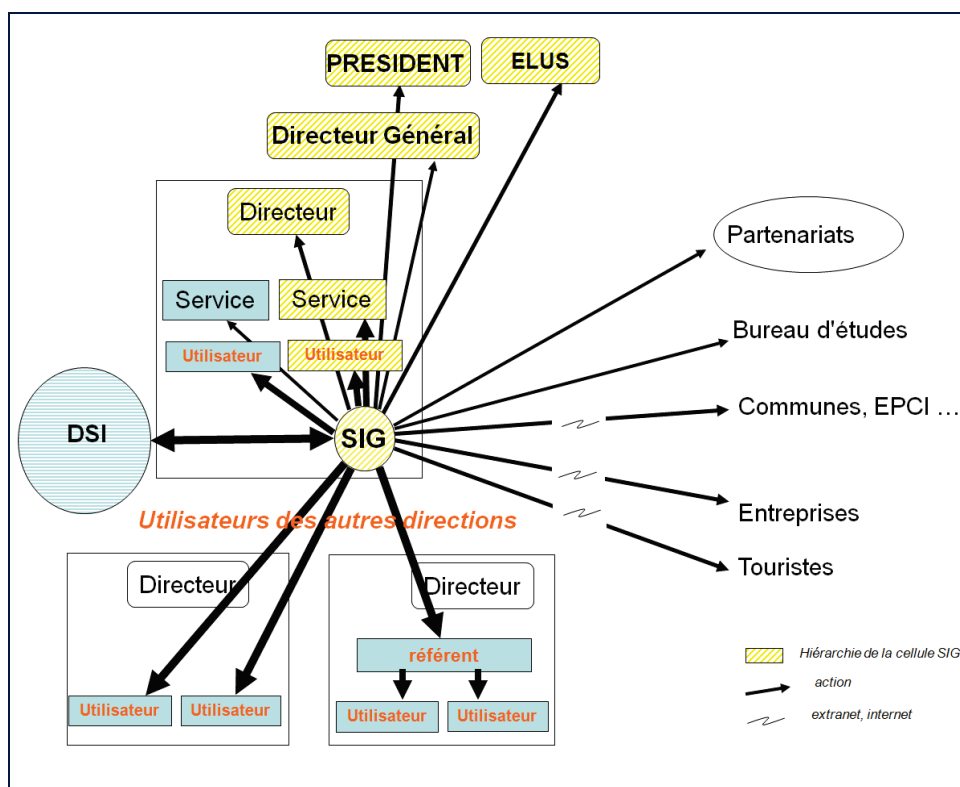 PRESIDENT
ELUS
Directeur Général
Directeur
Partenariats
Service
Service
Bureau d'études
Utilisateur
Utilisateur
Communes, EPCI ...
DSI
SIG
Entreprises
Utilisateurs des autres directions
Touristes
Directeur
Directeur
référent
Hiérarchie de la cellule SIG
action
Utilisateur
Utilisateur
Utilisateur
Utilisateur
extranet, internet